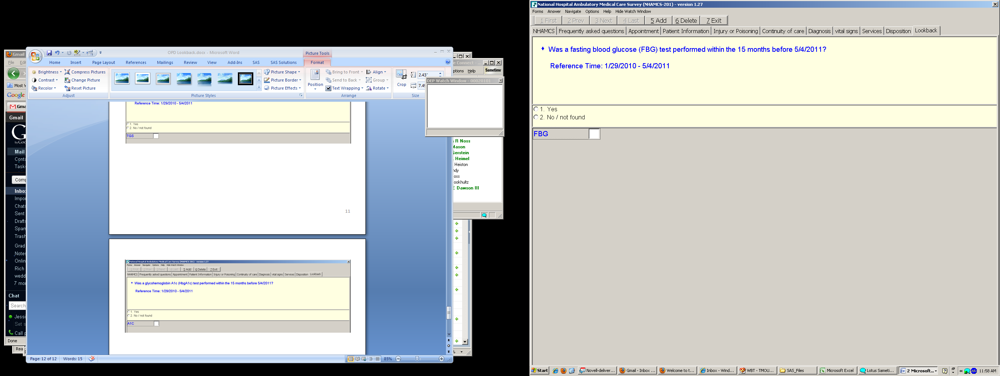 Gmail
File Edi
Most V
Google
Gma
Gmail
by Goo
Mail
Conta
Task
Comp
Inbo
Impor
Chats
Sent
Drafts
Spam
Trash
Grad
Notes
Onlin
Rich
wedd
7 mor
Chat
Search
Jessi
Set s
Call p
Done
Rea
OPD Lookback.docx - Microsoft Word
Picture Tools
Home Insert Page Layout References Mailings Review View Add-Ins SAS SAS Solutions Format
Brightness Compress Pictures
Contrast Change Picture
Recolor Reset Picture
Adjust
Picture Styles
Picture Shape
Picture Border
Picture Effects
Position
Bring to Front
Send to Back
Text Wrapping
Align
Group
Rotate
Arrange
Crop
2.43"
7.49
Size
Reference Time: 1/29/2010 - 5/4/2011
1. Yes
2. No / not found
TGS
11
National Hospital Ambulatory Medical Care Survey (NHAMCS-201) - version 1.27
Forms Answer Navigate Options Help Hide Watch Window
1 First 2 Prev 3 Next 4 Last 5 Add 6 Delete 7 Exit
NHAMCS Frequently asked questions Appointment Patient Information Injury or Poisoning Continuity of care Diagnosis vital signs Services Disposition Lookback
Was a glycohemoglobin A1c (HbgA1c) test performed within the 15 months before 5/4/2011?
Reference Time: 1/29/2010 - 5/4/2011
1. Yes
2. No / not found
A1C
Page: 12 of 12 Words: 15
85%
e Connect - ...
ptions Help Sametime
DEP Watch Window - 00020101
R Noss
Mason
Gerstein
Heimel
Heiston
ndy
oss
ookhultz
E Dawson III
%
National Hospital Ambulatory Medical Care Survey (NHAMCS-201) - version 1.27
Forms Answer Navigate Options Help Hide Watch Window
1 First 2 Prev 3 Next 4 Last 5 Add 6 Delete 7 Exit
NHAMCS Frequently asked questions Appointment Patient Information Injury or Poisoning Continuity of care Diagnosis vital signs Services Disposition Lookback
Was a fasting blood glucose (FBG) test performed within the 15 months before 5/4/2011?
Reference Time: 1/29/2010 - 5/4/2011
1. Yes
2. No / not found
FBG
Start Novell-deliver... Gmail - Inbox ... Welcome to t... Inbox - Wind... WBT - TMOU... SAS_Files Microsoft Excel Lotus Sameti... 2 Microsoft... 11:58 AM